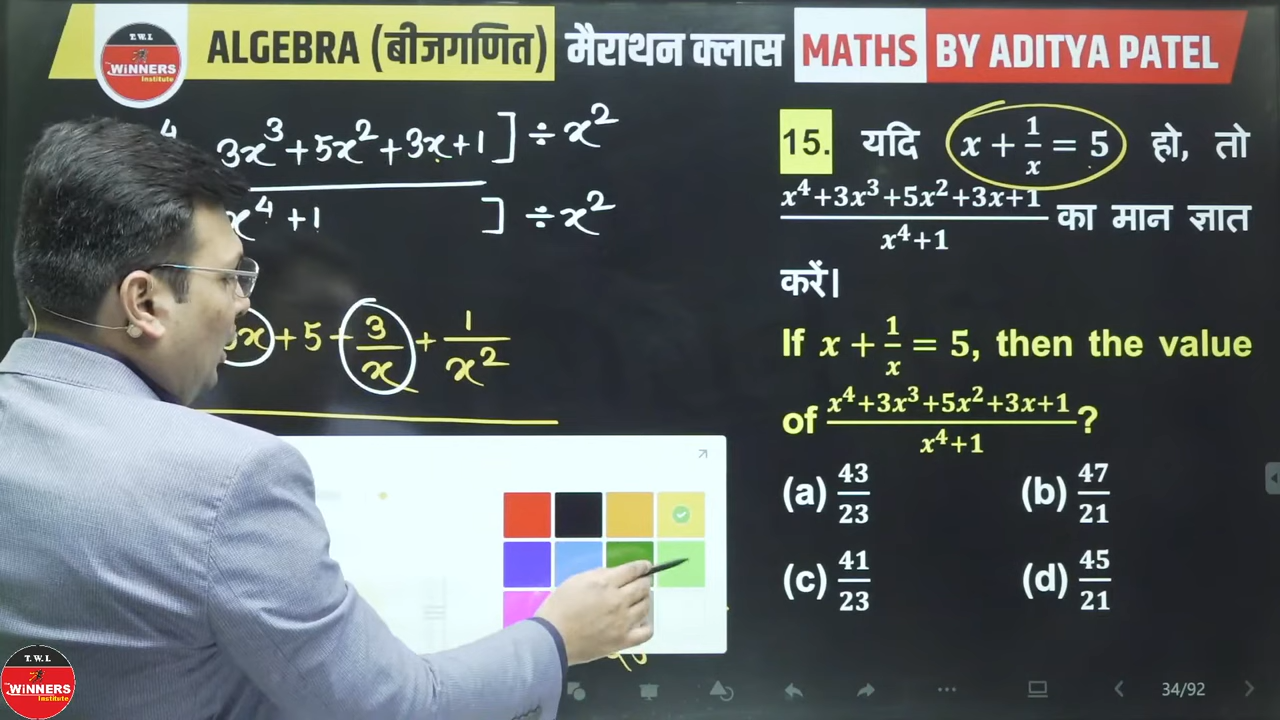 T.W.I.
WiNNERS
Institute
ALGEBRA (बीजगणित) मैराथन क्लास MATHS BY ADITYA PATEL
4 3x³+5x²+3x+1 ] ÷ x²
x⁴+1 ] ÷ x²
x + 5 + 3/x + 1/x²
15. यदि x + 1/x = 5 हो, तो
x⁴+3x³+5x²+3x+1 / x⁴+1 का मान ज्ञात
करें।
If x + 1/x = 5, then the value
of x⁴+3x³+5x²+3x+1 / x⁴+1 ?
(a) 43/23 (b) 47/21
(c) 41/23 (d) 45/21
T.W.I.
WiNNERS
Institute
34/92